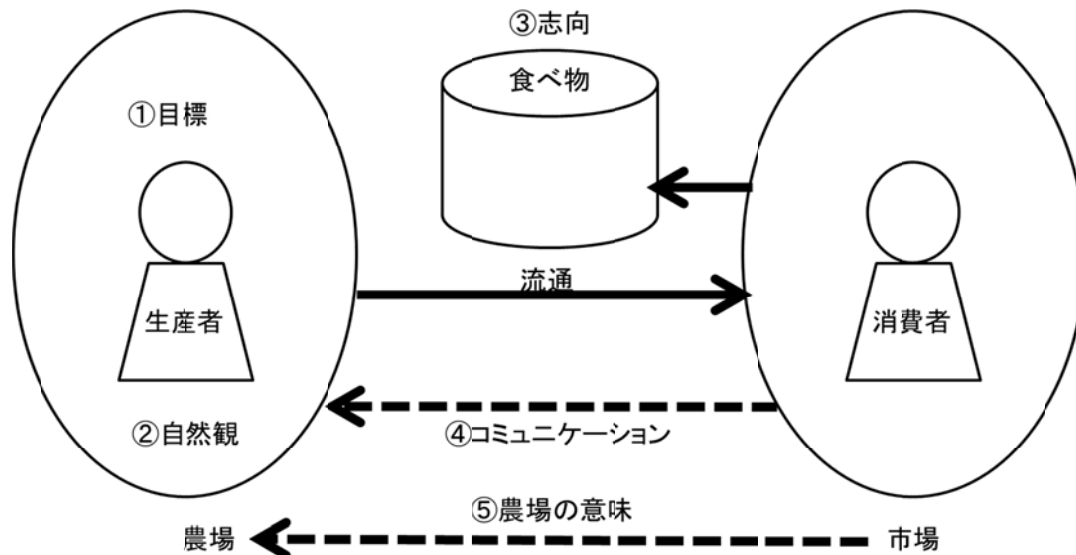 ③志向
食べ物
①目標
流通
生産者
消費者
②自然観
④コミュニケーション
⑤農場の意味
農場
市場